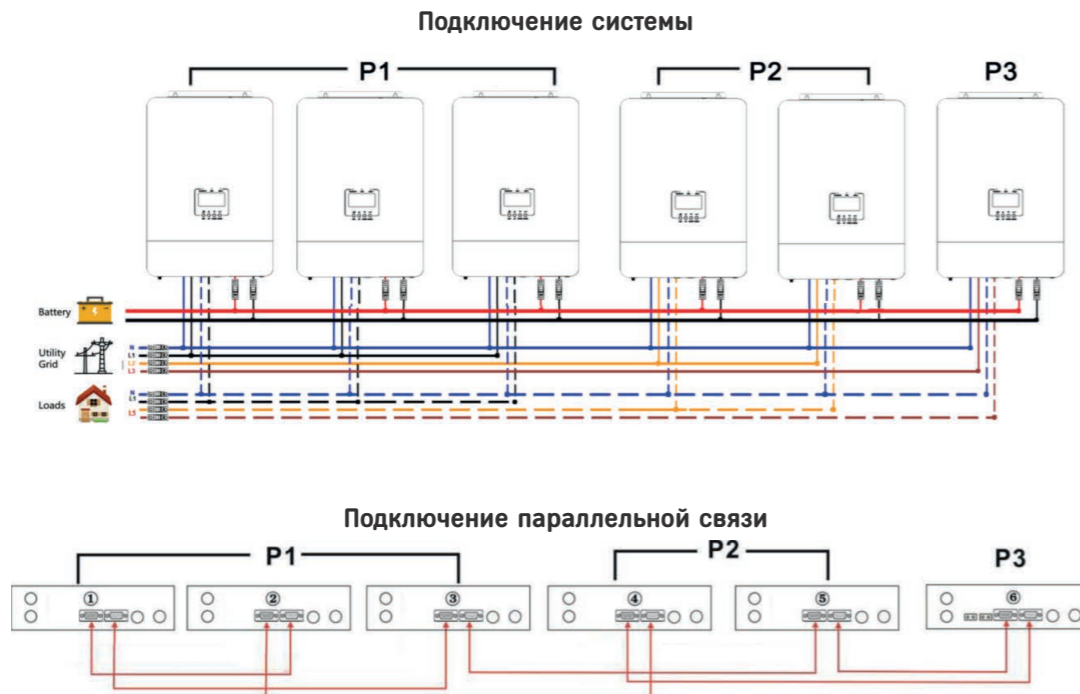 Подключение системы
P1 P2 P3
Battery
Utility
Grid
N
L1
L2
L3
Loads
N
L1
L3
Подключение параллельной связи
P1 P2 P3
① ② ③ ④ ⑤ ⑥